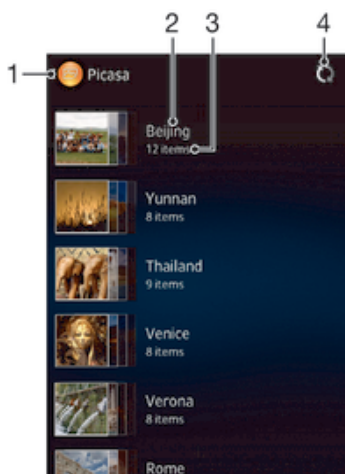 2 3 4
1 Picasa
Beijing
12 items
Yunnan
8 items
Thailand
9 items
Venice
8 items
Verona
8 items
Rome